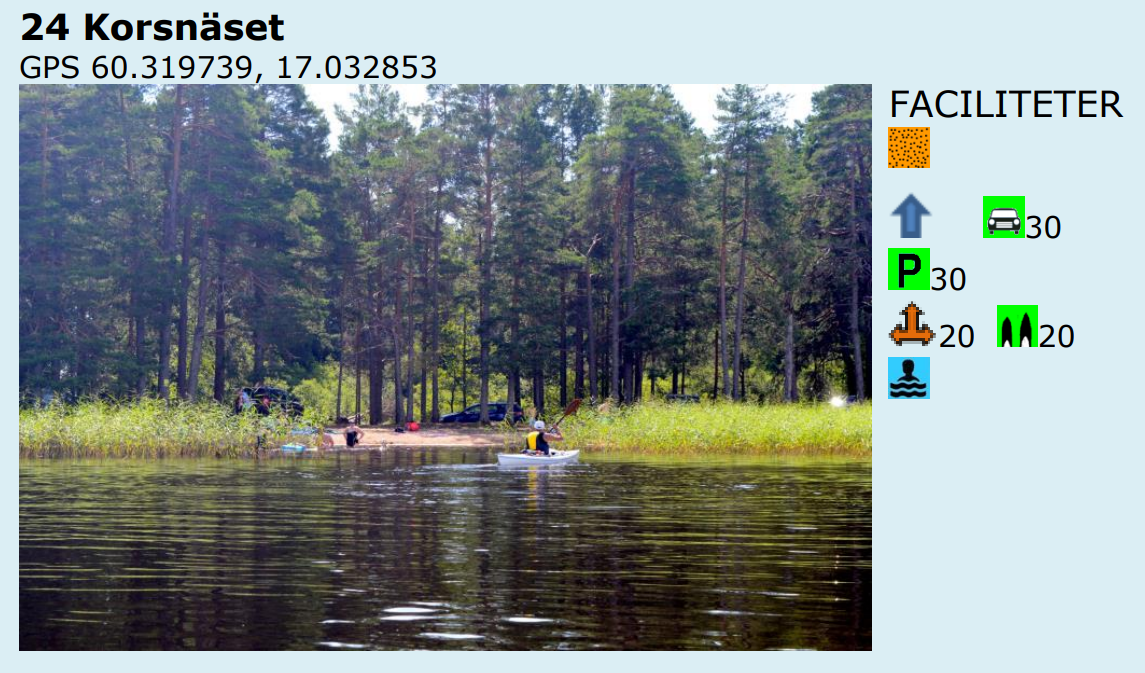 24 Korsnäset
GPS 60.319739, 17.032853
FACILITETER
30
P 30
20 20